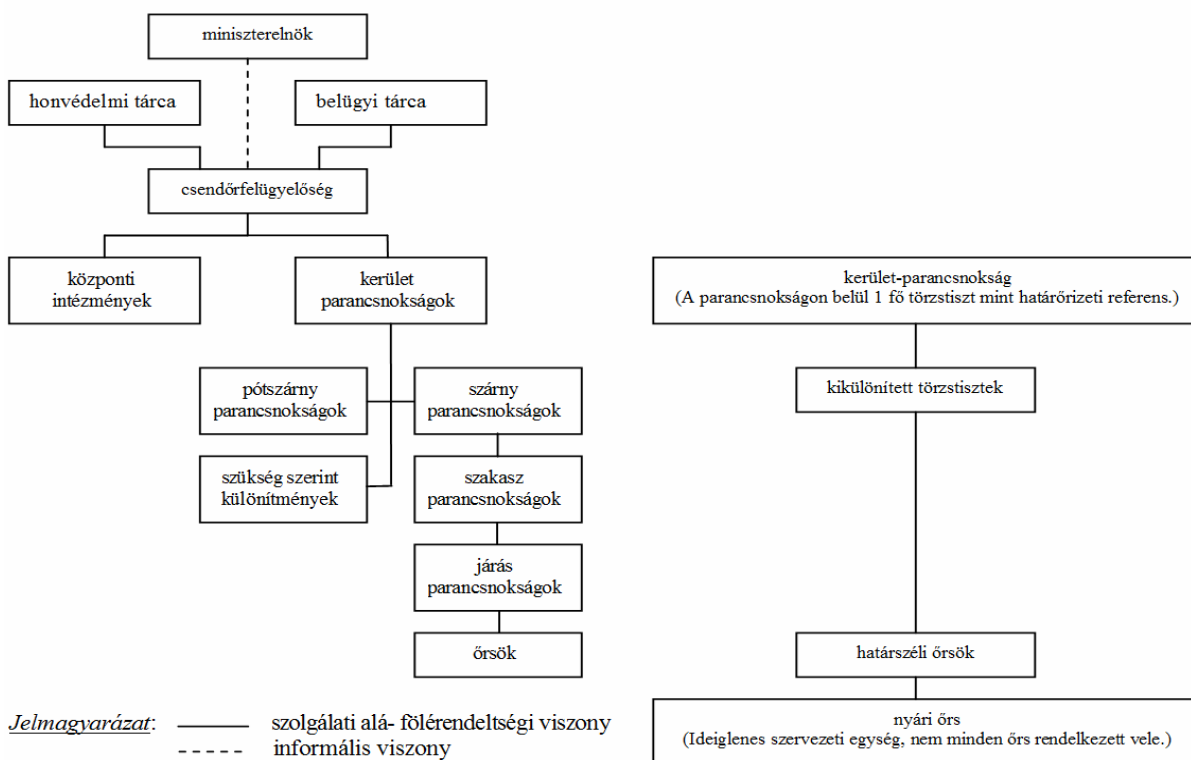 miniszterelnök
honvédelmi tárca
belügyi tárca
csendőrfelügyelőség
központi
intézmények
kerület
parancsnokságok
pótszárny
parancsnokságok
szárny
parancsnokságok
szükség szerint
különítmények
szakasz
parancsnokságok
járás
parancsnokságok
őrsök
Jelmagyarázat:
szolgálati alá- fölérendeltségi viszony
informális viszony
kerület-parancsnokság
(A parancsnokságon belül 1 fő törzstiszt mint határőrizeti referens.)
kikülönített törzstisztek
határszéli őrsök
nyári őrs
(Ideiglenes szervezeti egység, nem minden őrs rendelkezett vele.)